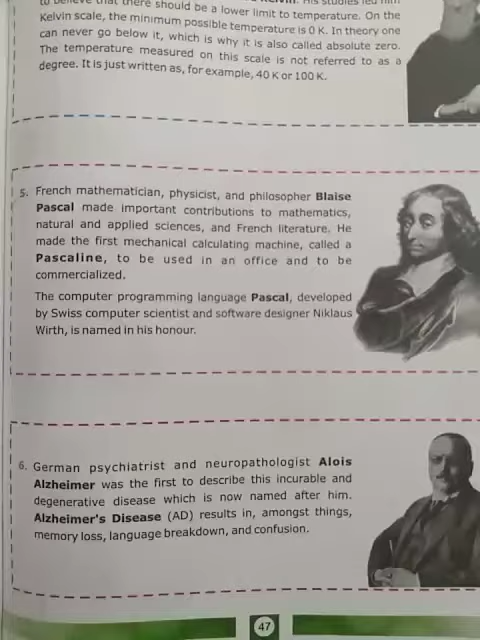 to believe that there should be a lower limit to temperature. On the
Kelvin scale, the minimum possible temperature is 0 K. In theory one
can never go below it, which is why it is also called absolute zero.
The temperature measured on this scale is not referred to as a
degree. It is just written as, for example, 40 K or 100 K.
5. French mathematician, physicist, and philosopher Blaise
Pascal made important contributions to mathematics,
natural and applied sciences, and French literature. He
made the first mechanical calculating machine, called a
Pascaline, to be used in an office and to be
commercialized.
The computer programming language Pascal, developed
by Swiss computer scientist and software designer Niklaus
Wirth, is named in his honour.
6. German psychiatrist and neuropathologist Alois
Alzheimer was the first to describe this incurable and
degenerative disease which is now named after him.
Alzheimer's Disease (AD) results in, amongst things,
memory loss, language breakdown, and confusion.
47